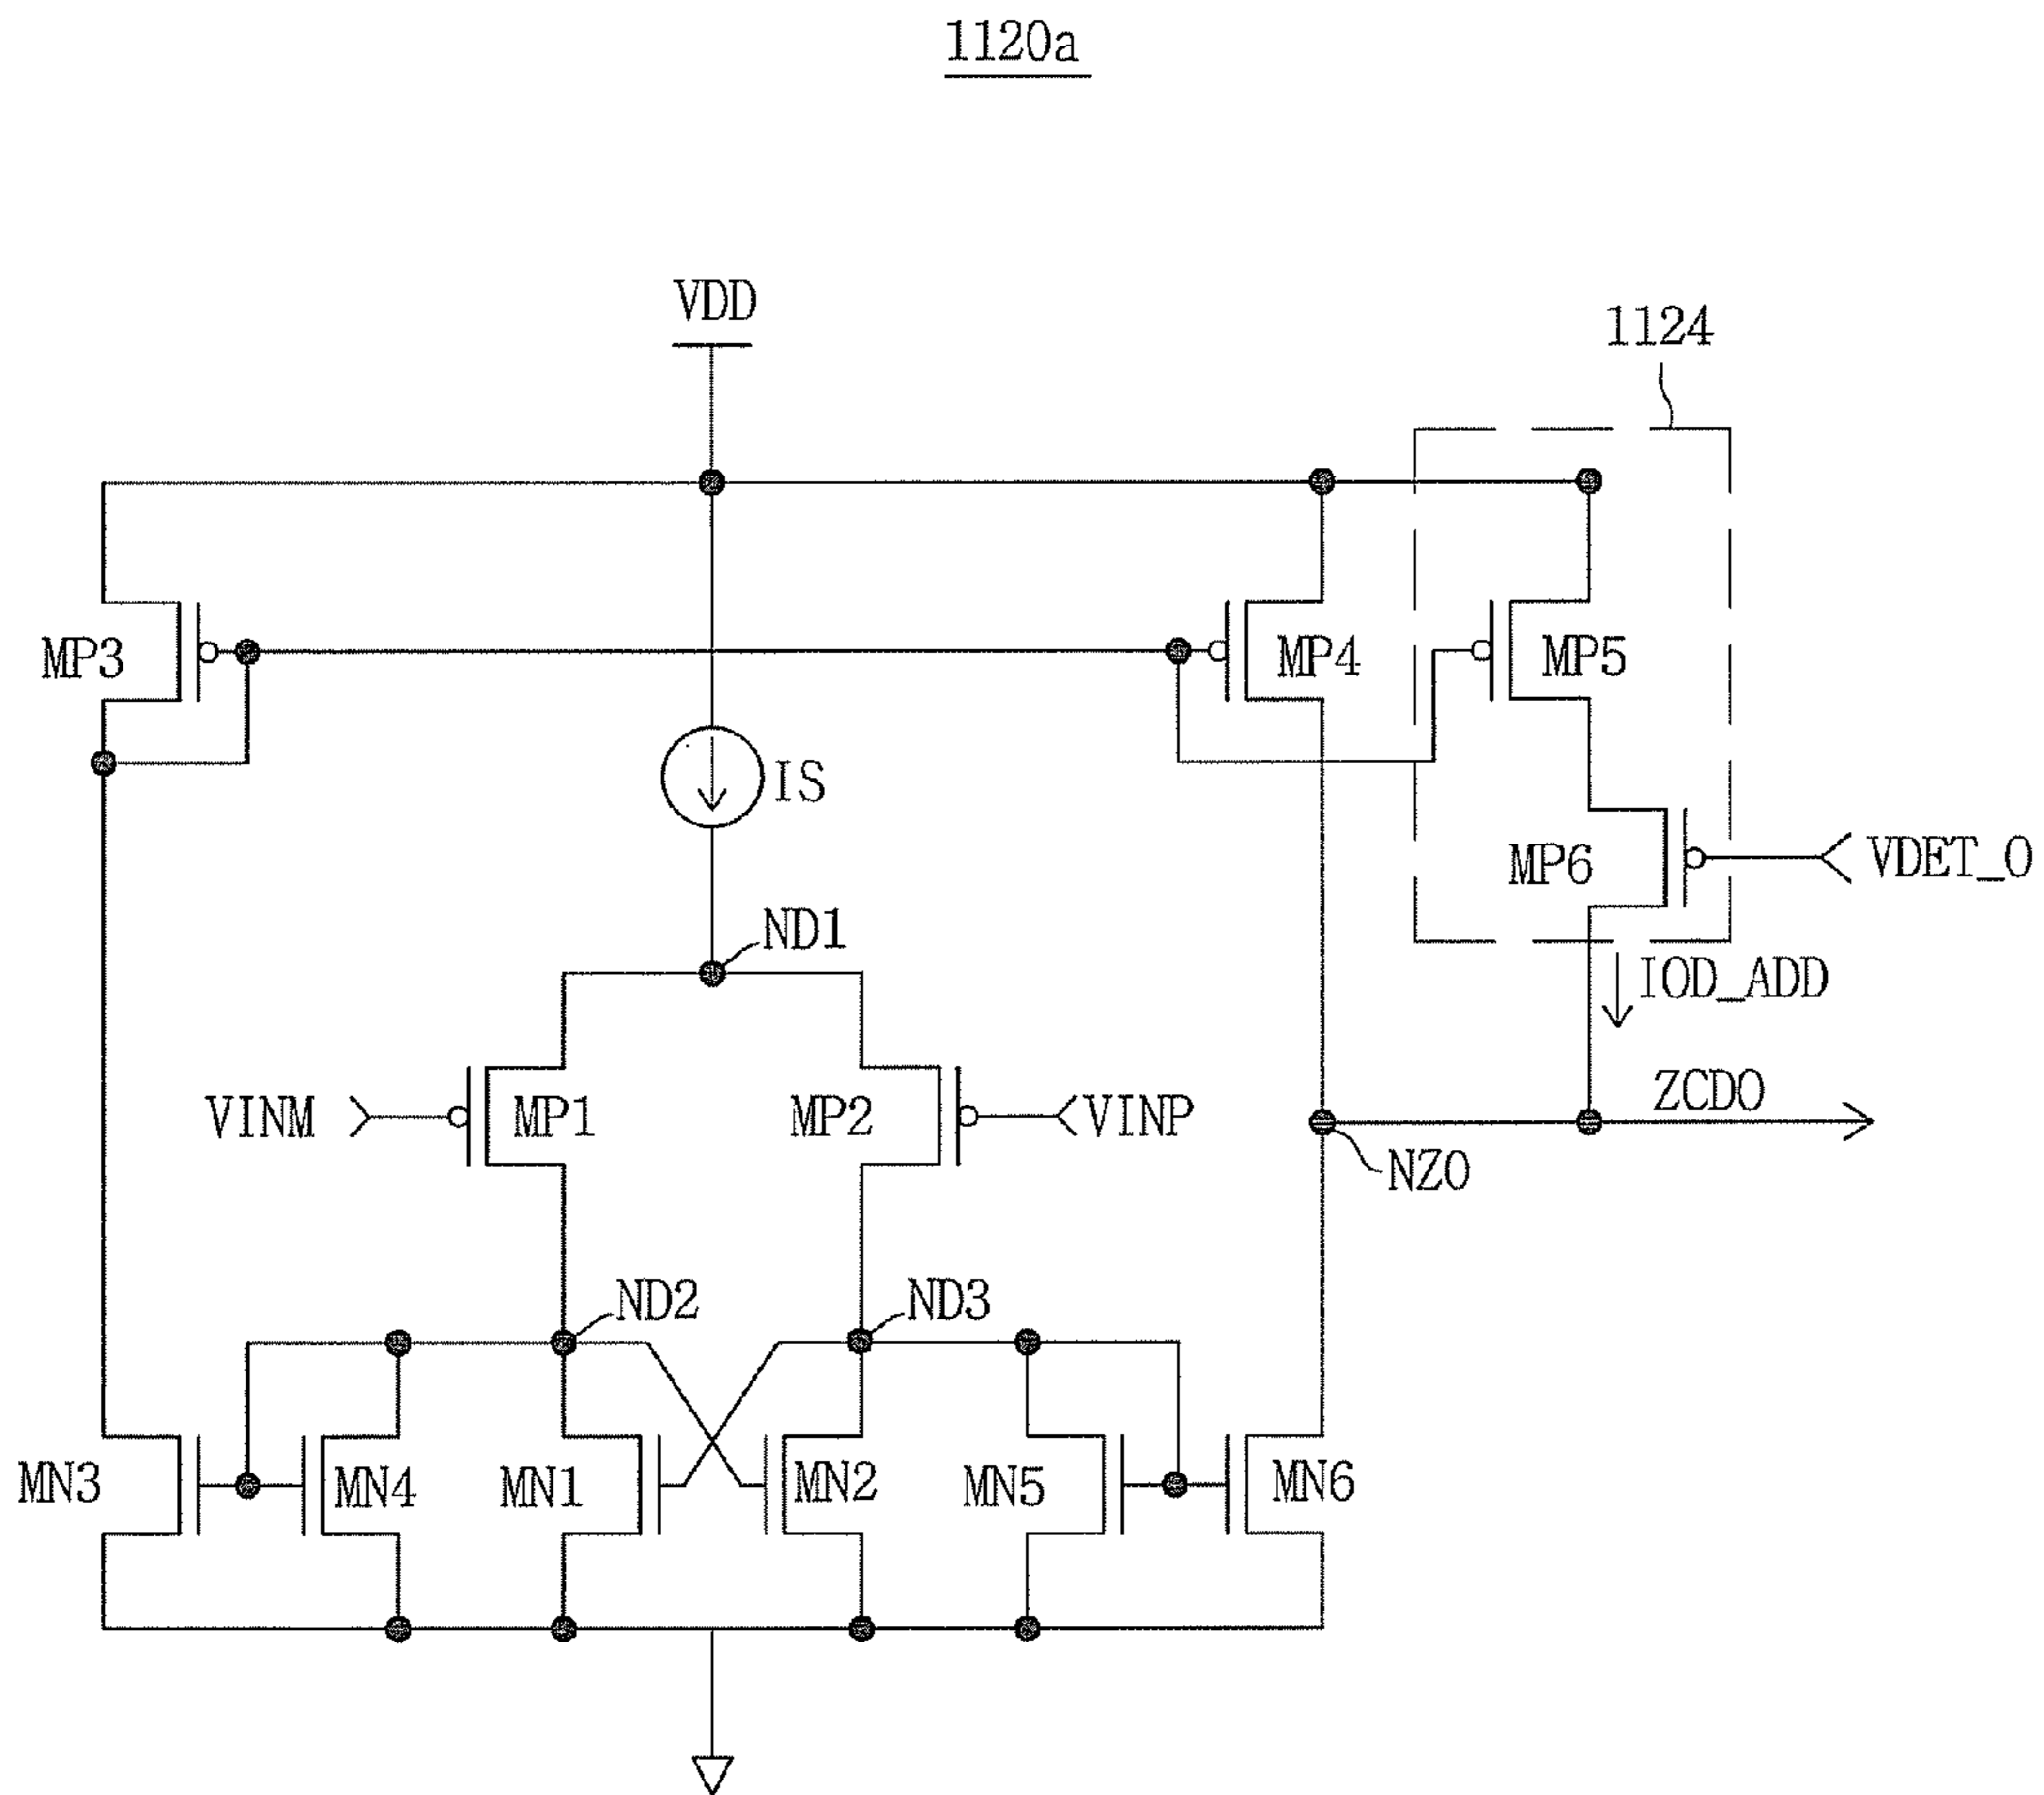 1120a
VDD
1124
MP3
MP4
MP5
IS
MP6
VDET_O
ND1
IOD_ADD
VINM
MP1
MP2
VINP
ZCDO
NZO
ND2
ND3
MN3
MN4
MN1
MN2
MN5
MN6